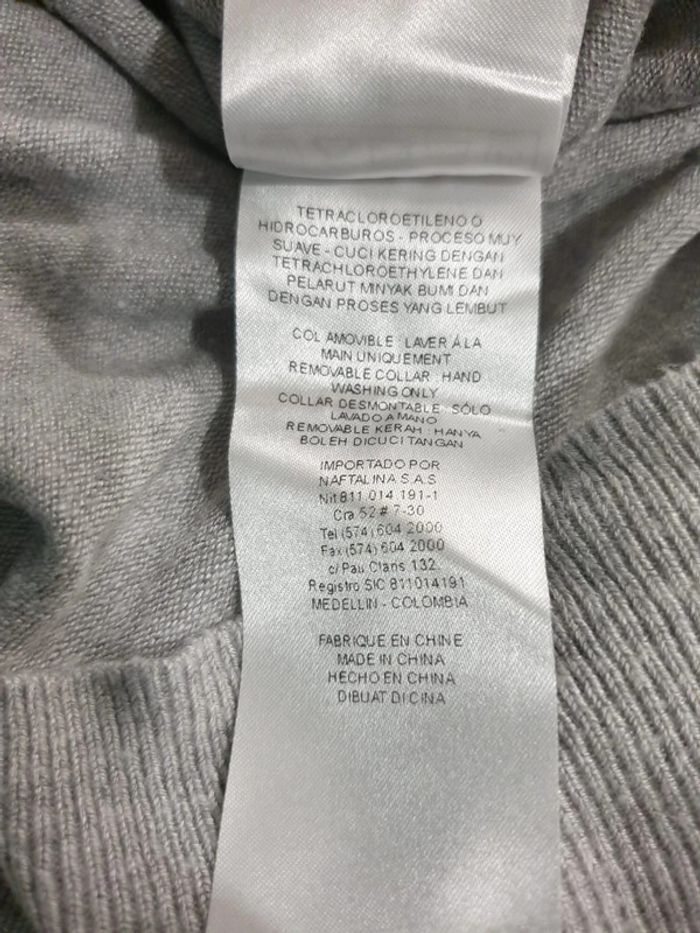 TETRACLOROETILENO O
HIDROCARBUROS - PROCESO MUY
SUAVE - CUCI KERING DENGAN
TETRACHLOROETHYLENE DAN
PELARUT MINYAK BUMI DAN
DENGAN PROSES YANG LEMBUT
COL AMOVIBLE : LAVER À LA
MAIN UNIQUEMENT
REMOVABLE COLLAR : HAND
WASHING ONLY
COLLAR DESMONTABLE: SÓLO
LAVADO A MANO
REMOVABLE KERAH : HANYA
BOLEH DICUCI TANGAN
IMPORTADO POR
NAFTALINA S.A.S
Nit 811.014.191-1
Cra 52 # 7-30
Tel (574) 604 2000
Fax (574) 604 2000
c/ Pau Claris 132.
Registro SIC 811014191
MEDELLIN - COLOMBIA
FABRIQUE EN CHINE
MADE IN CHINA
HECHO EN CHINA
DIBUAT DI CINA